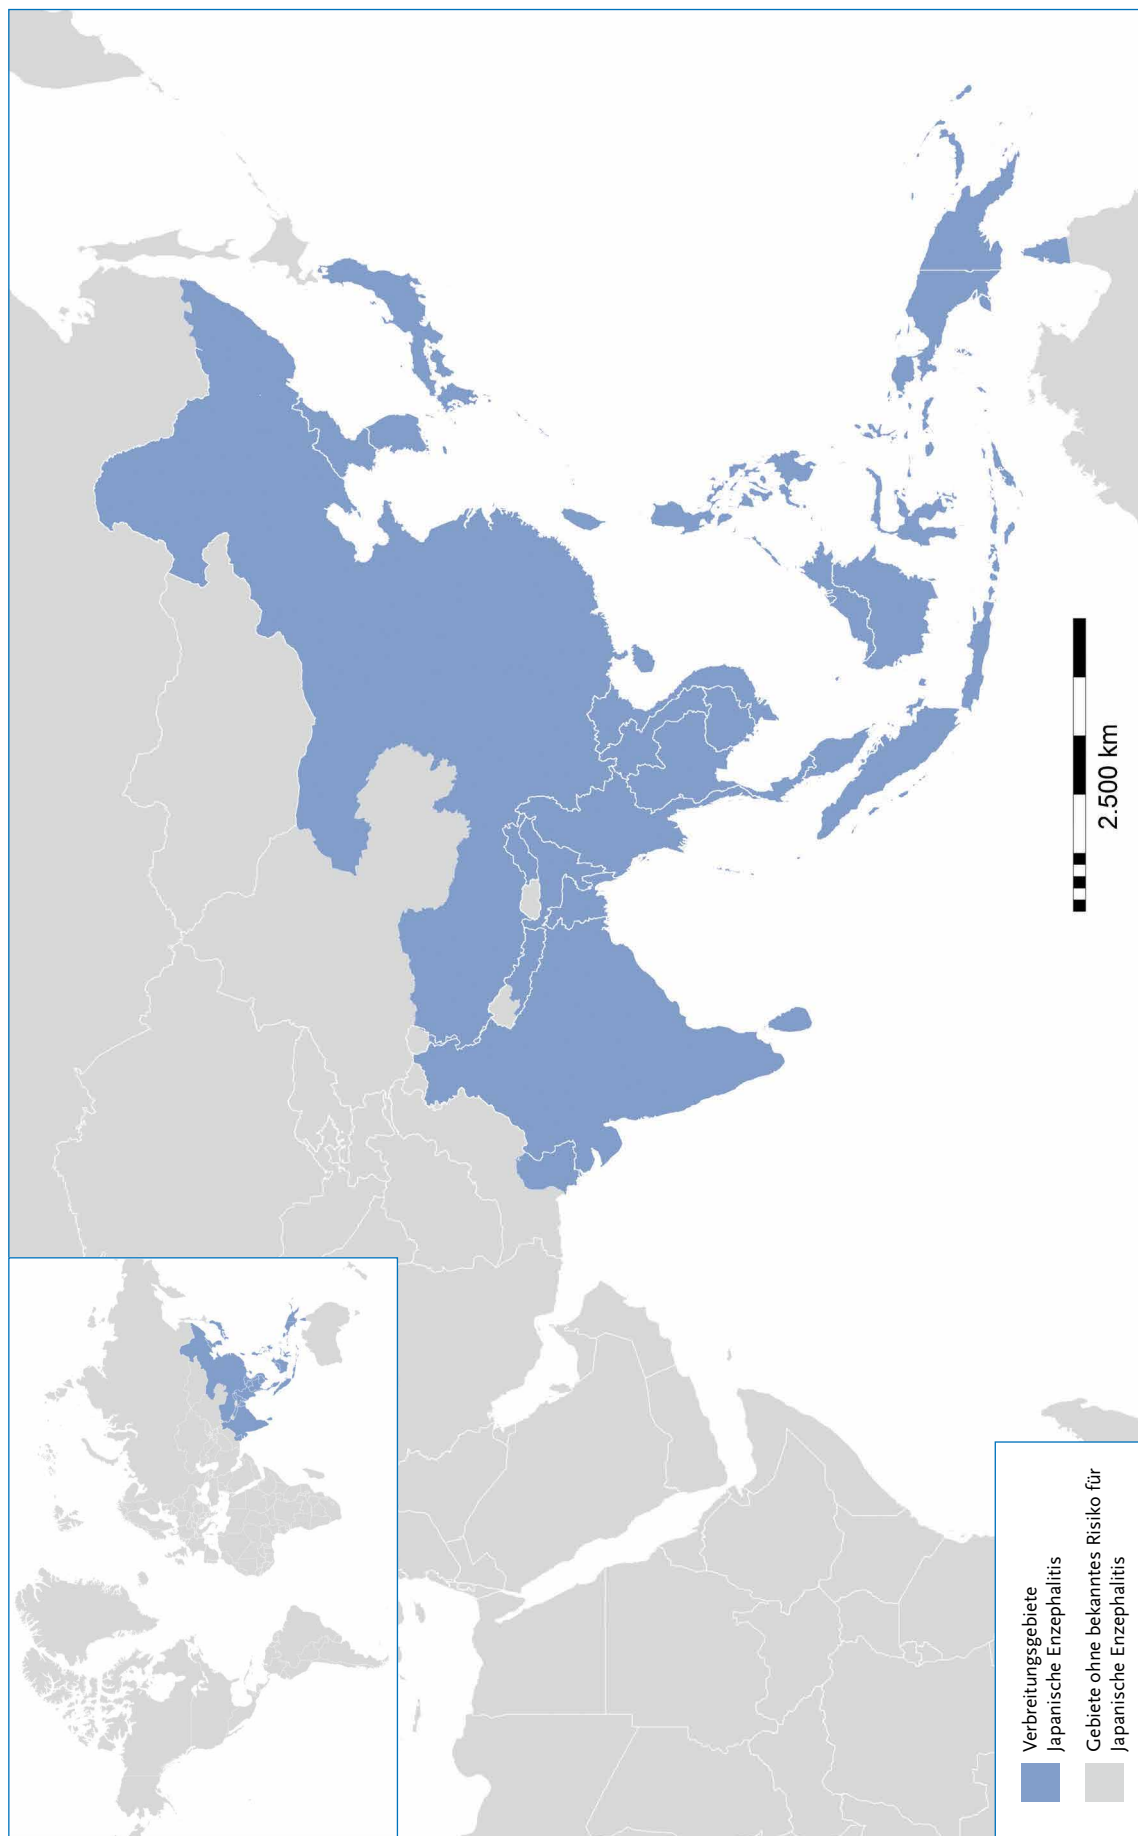 2.500 km
Verbreitungsgebiete
Japanische Enzephalitis
Gebiete ohne bekanntes Risiko für
Japanische Enzephalitis